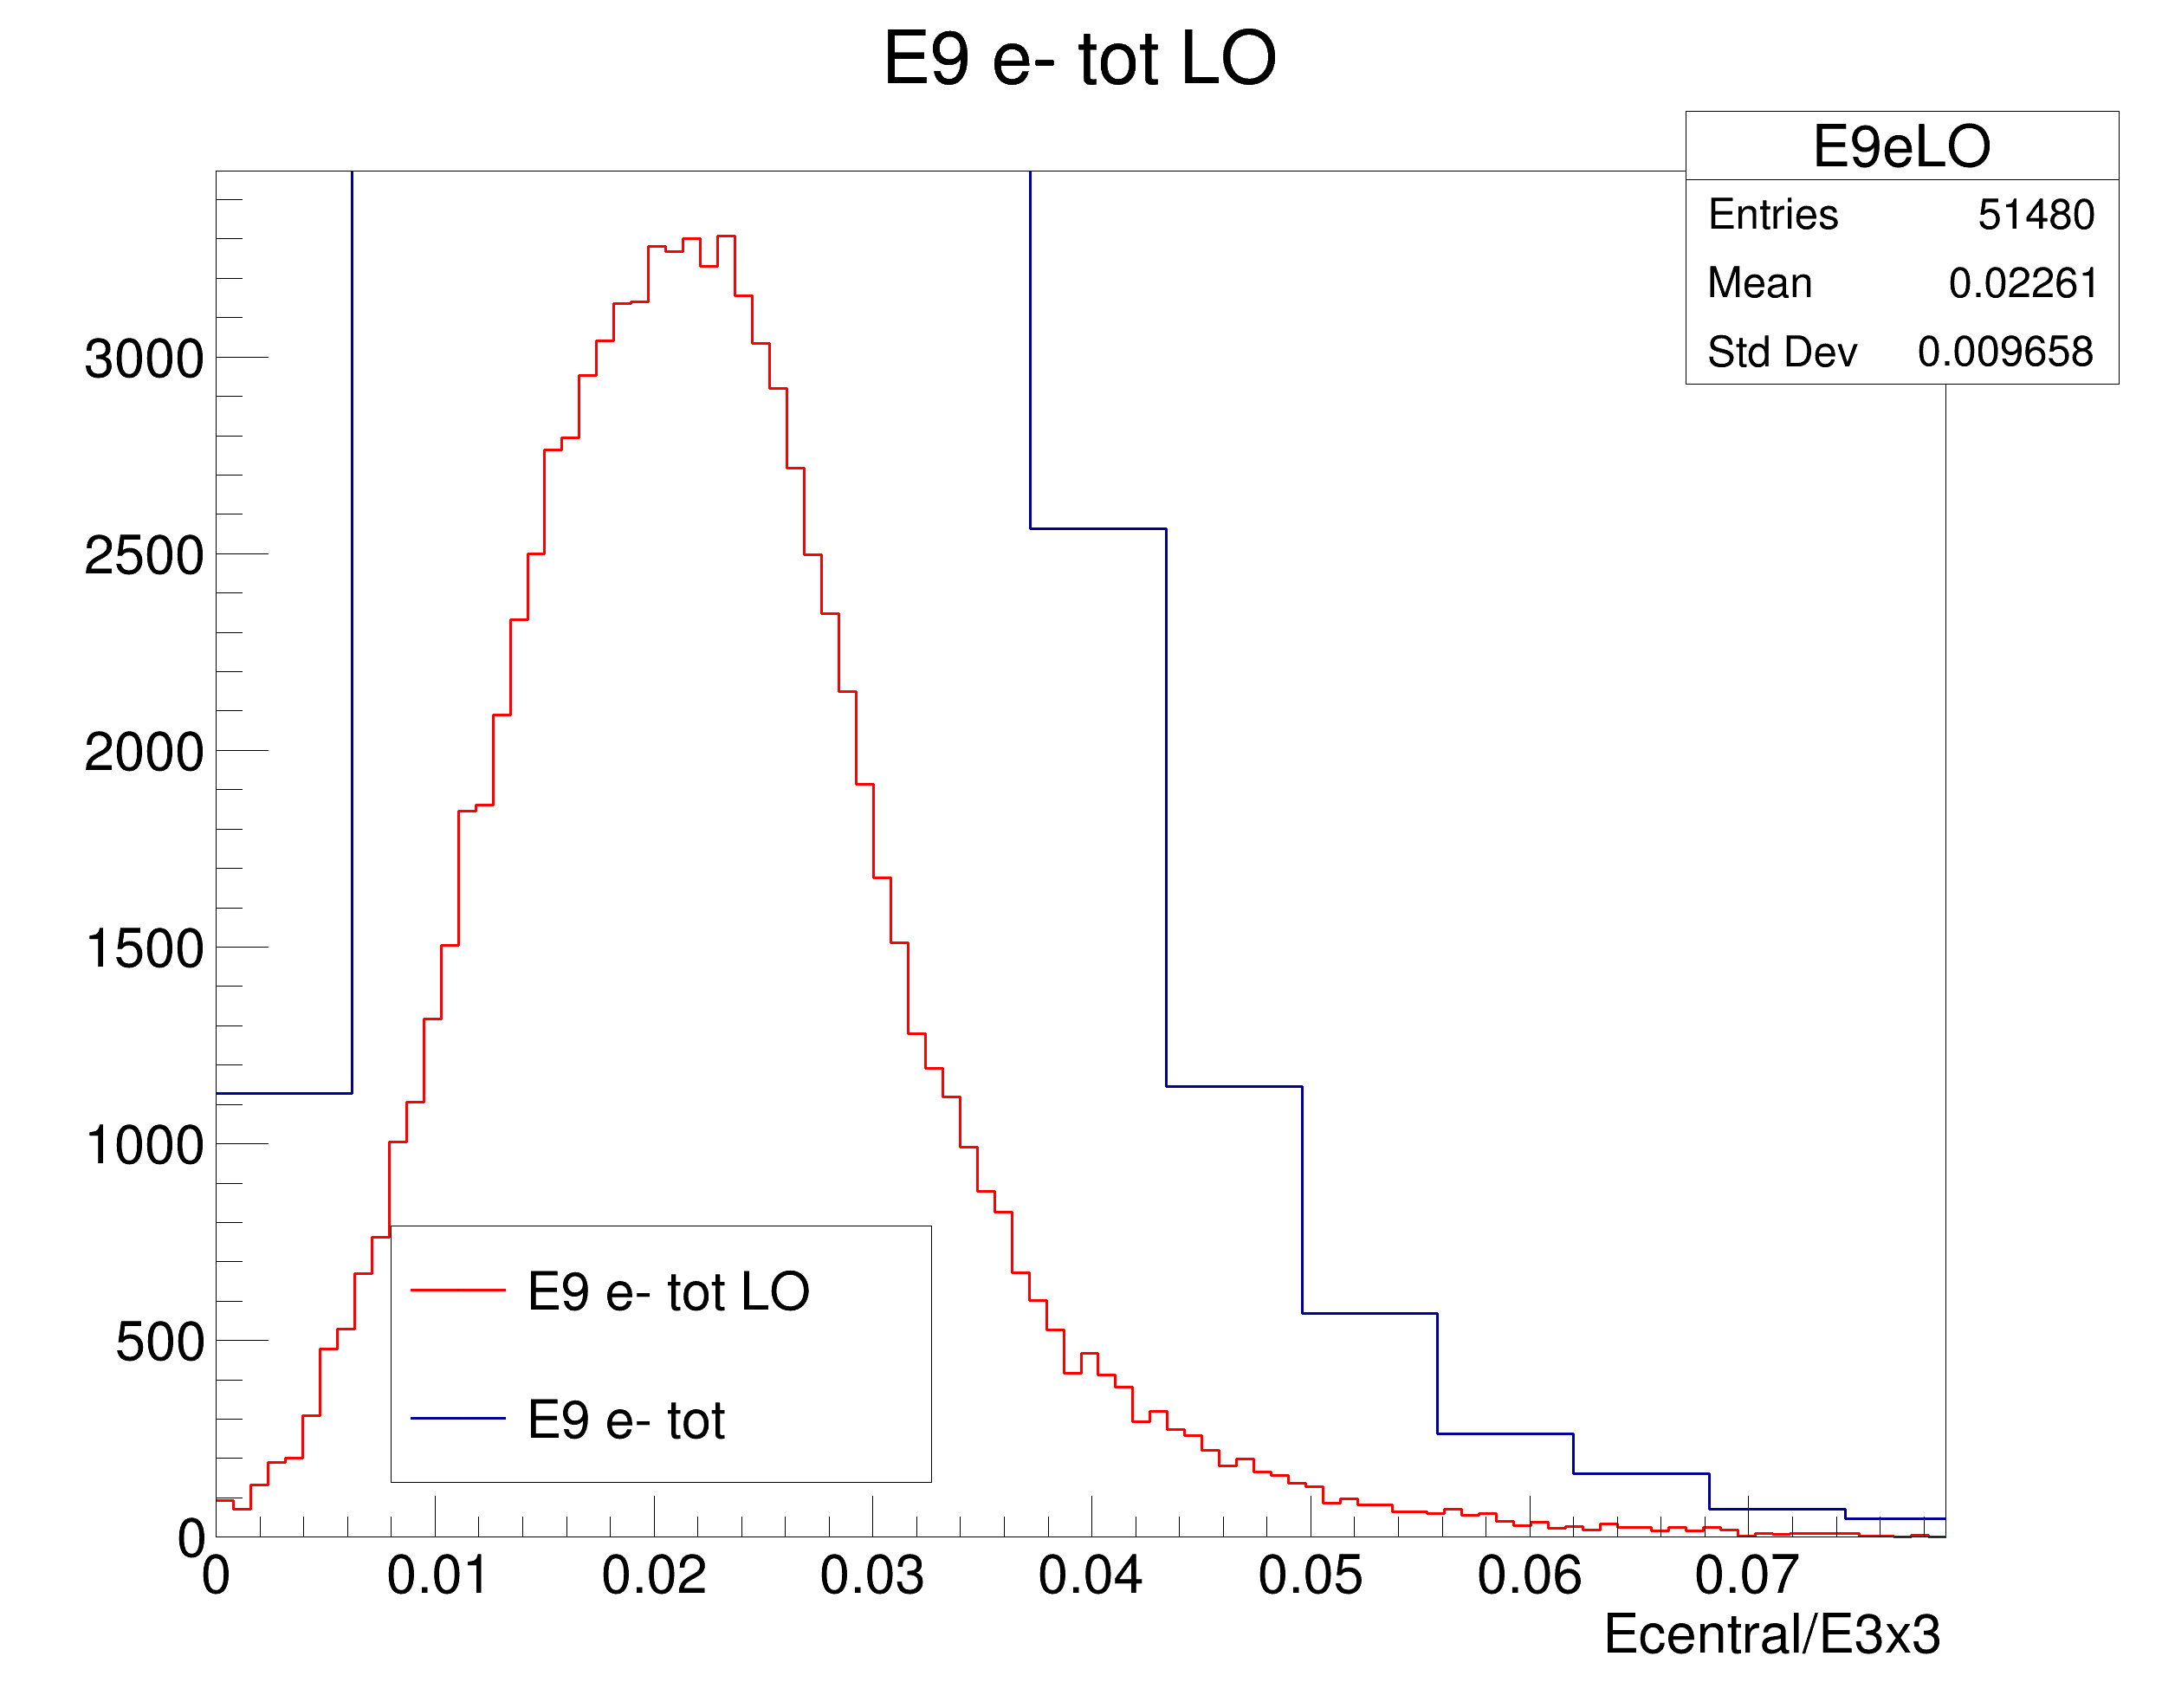 E9 e- tot LO
E9eLO
Entries 51480
Mean 0.02261
Std Dev 0.009658
3000
2500
2000
1500
1000
500
0
E9 e- tot LO
E9 e- tot
0 0.01 0.02 0.03 0.04 0.05 0.06 0.07
Ecentral/E3x3